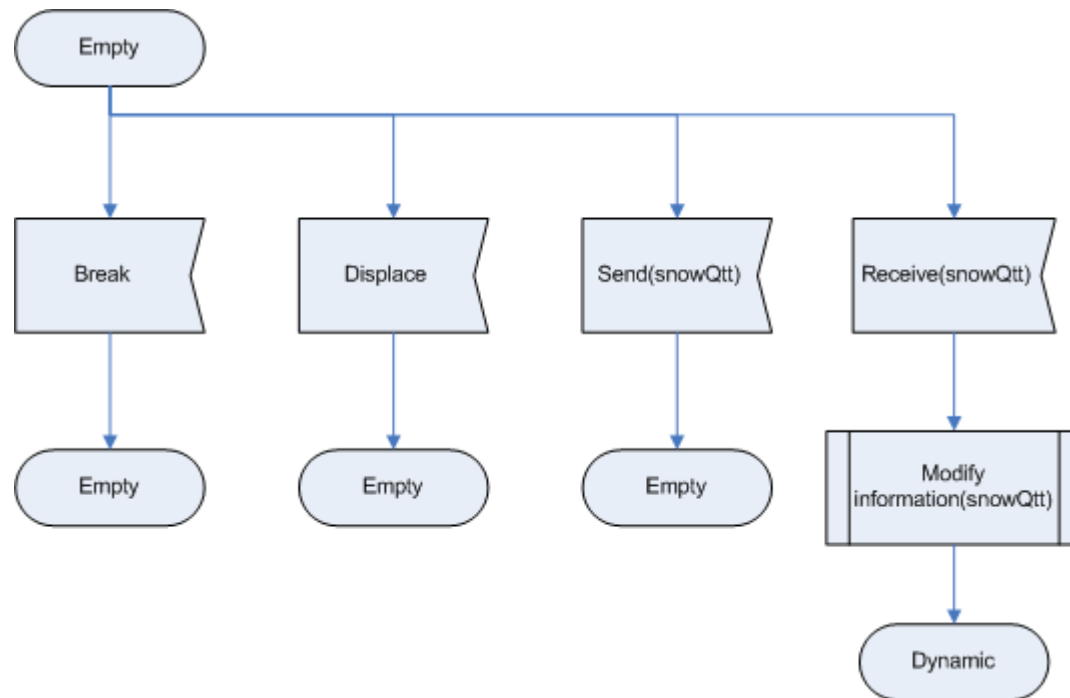 Empty
Break
Displace
Send(snowQtt)
Receive(snowQtt)
Empty
Empty
Empty
Modify
information(snowQtt)
Dynamic